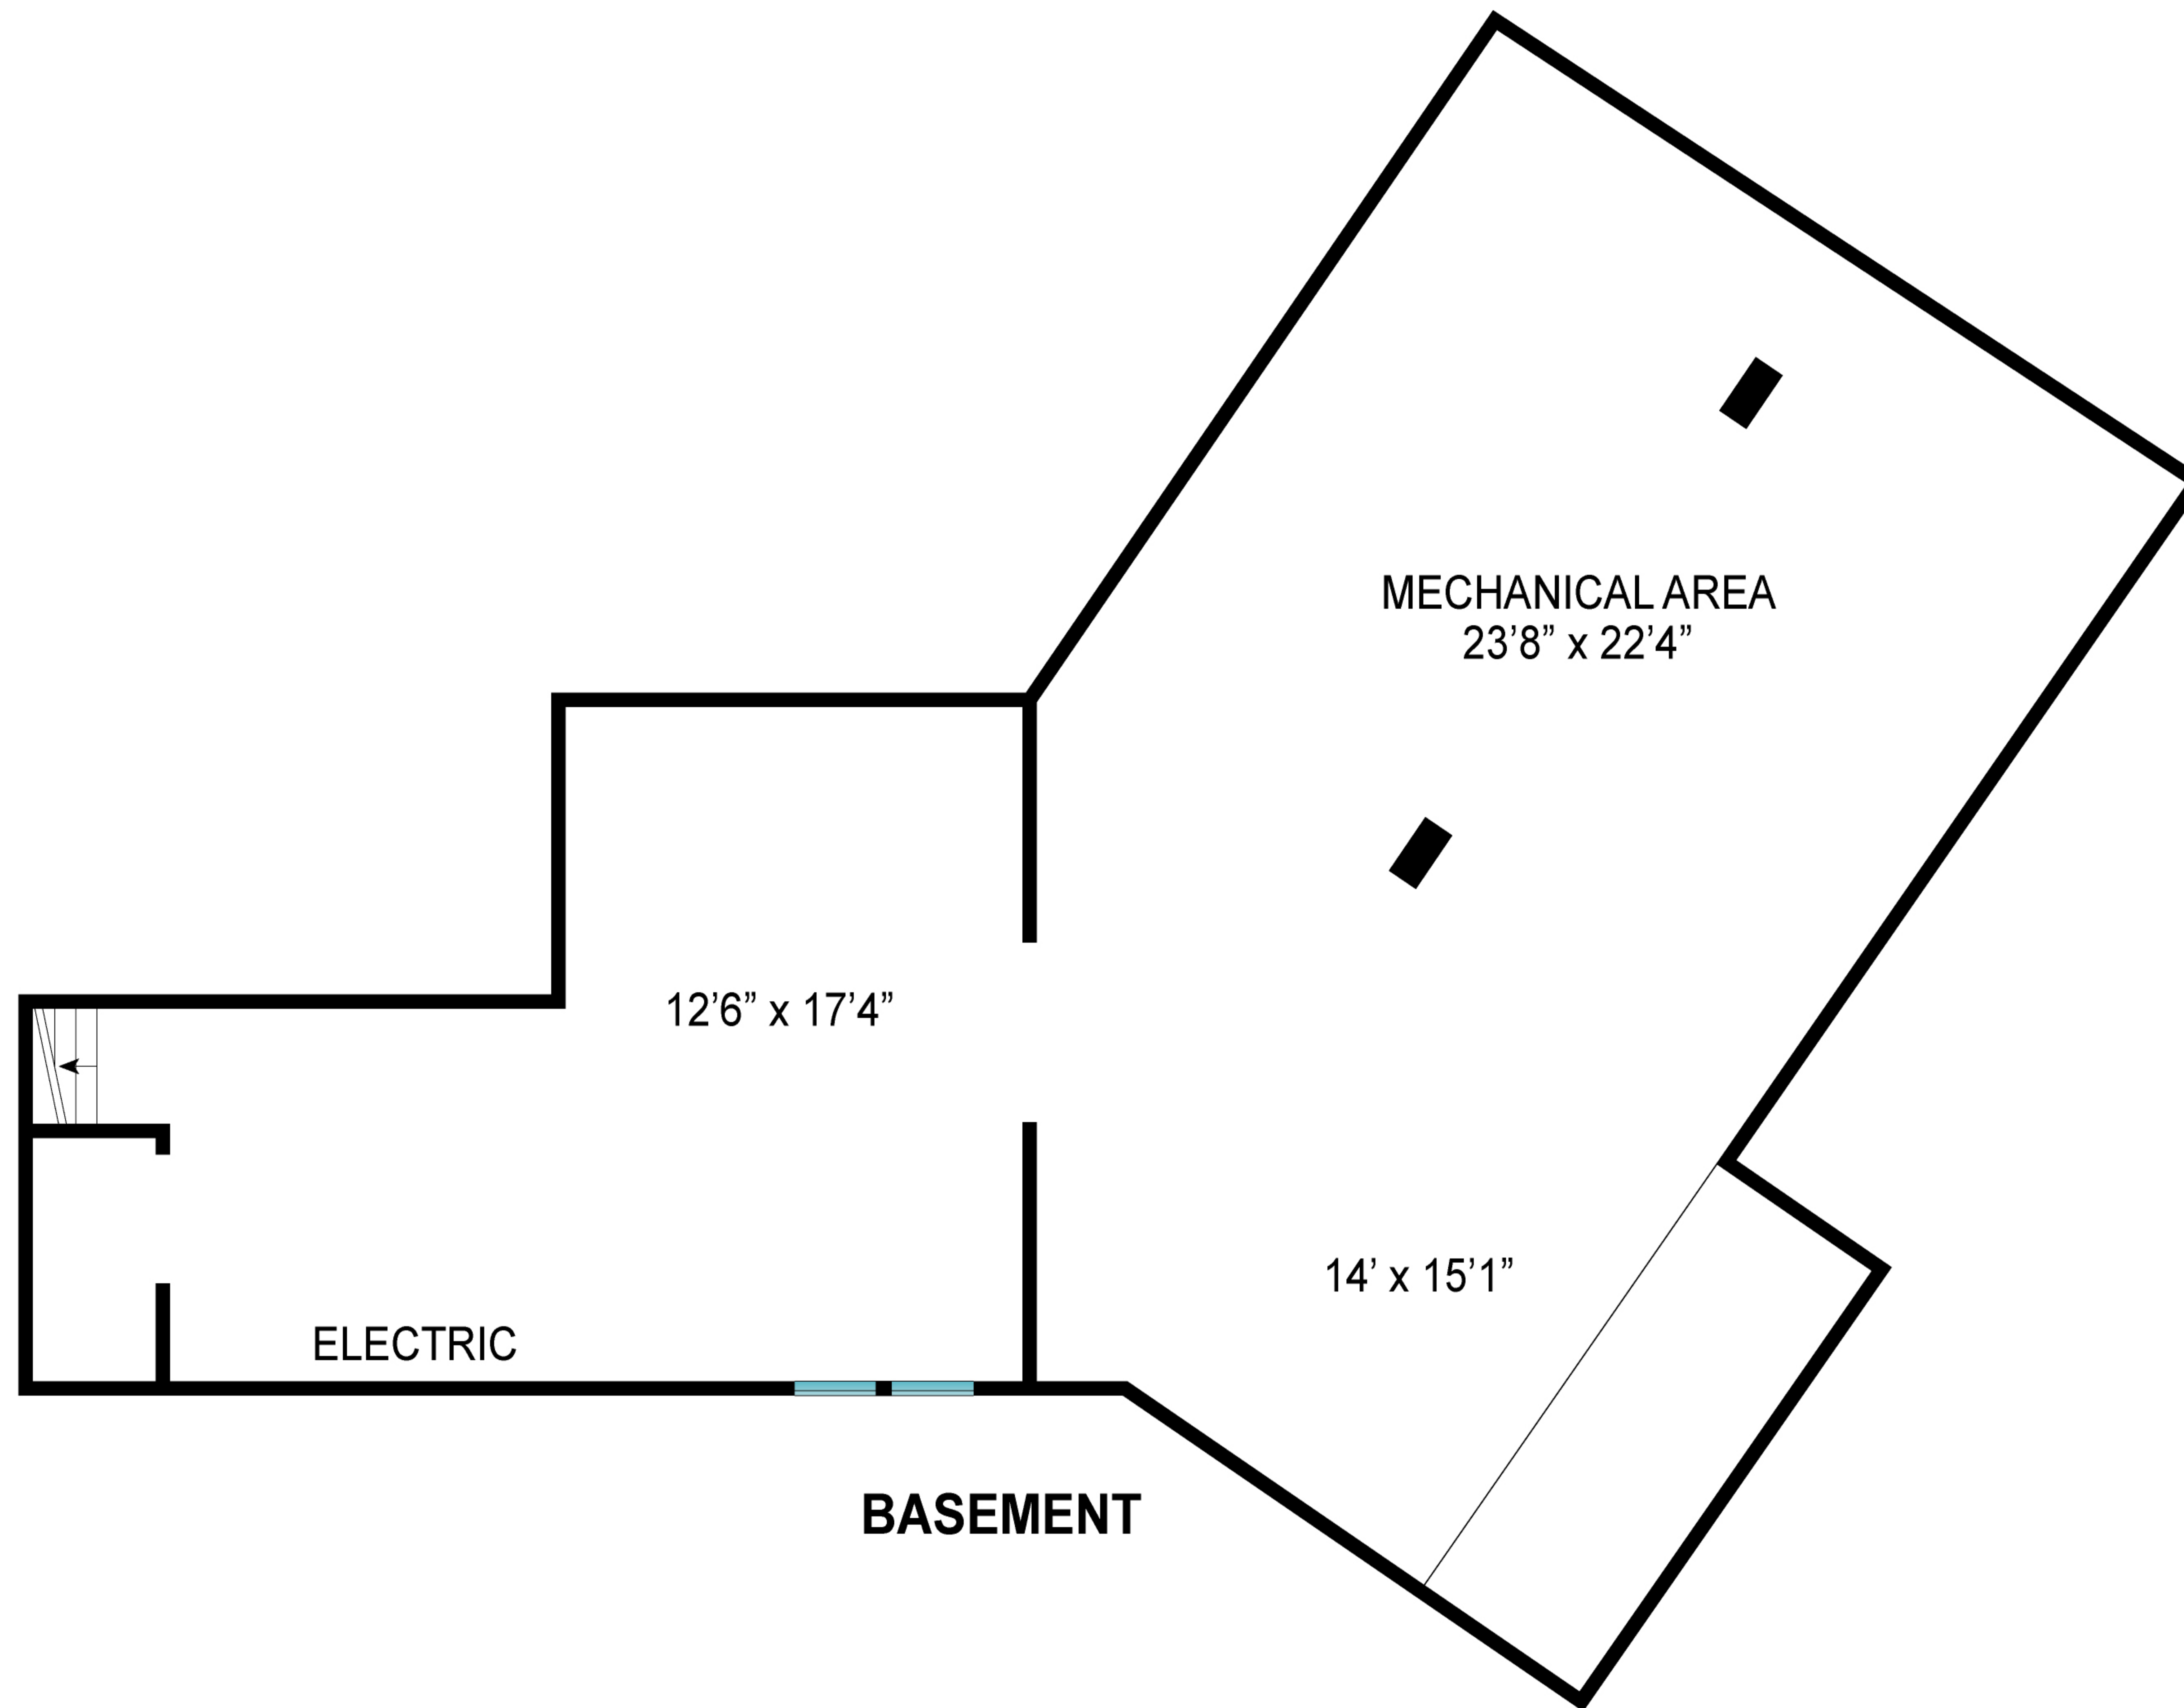 MECHANICAL AREA
23’8” x 22’4”
12’6” x 17’4”
14’ x 15’1”
ELECTRIC
BASEMENT